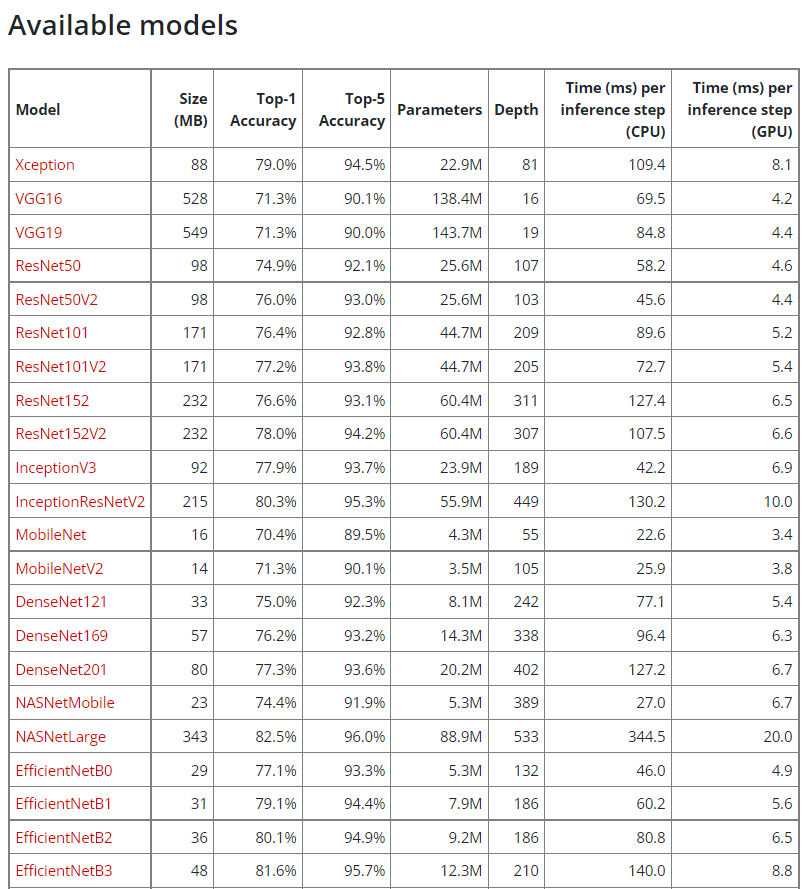 Available models
Model Size (MB) Top-1 Accuracy Top-5 Accuracy Parameters Depth Time (ms) per inference step (CPU) Time (ms) per inference step (GPU)
Xception 88 79.0% 94.5% 22.9M 81 109.4 8.1
VGG16 528 71.3% 90.1% 138.4M 16 69.5 4.2
VGG19 549 71.3% 90.0% 143.7M 19 84.8 4.4
ResNet50 98 74.9% 92.1% 25.6M 107 58.2 4.6
ResNet50V2 98 76.0% 93.0% 25.6M 103 45.6 4.4
ResNet101 171 76.4% 92.8% 44.7M 209 89.6 5.2
ResNet101V2 171 77.2% 93.8% 44.7M 205 72.7 5.4
ResNet152 232 76.6% 93.1% 60.4M 311 127.4 6.5
ResNet152V2 232 78.0% 94.2% 60.4M 307 107.5 6.6
InceptionV3 92 77.9% 93.7% 23.9M 189 42.2 6.9
InceptionResNetV2 215 80.3% 95.3% 55.9M 449 130.2 10.0
MobileNet 16 70.4% 89.5% 4.3M 55 22.6 3.4
MobileNetV2 14 71.3% 90.1% 3.5M 105 25.9 3.8
DenseNet121 33 75.0% 92.3% 8.1M 242 77.1 5.4
DenseNet169 57 76.2% 93.2% 14.3M 338 96.4 6.3
DenseNet201 80 77.3% 93.6% 20.2M 402 127.2 6.7
NASNetMobile 23 74.4% 91.9% 5.3M 389 27.0 6.7
NASNetLarge 343 82.5% 96.0% 88.9M 533 344.5 20.0
EfficientNetB0 29 77.1% 93.3% 5.3M 132 46.0 4.9
EfficientNetB1 31 79.1% 94.4% 7.9M 186 60.2 5.6
EfficientNetB2 36 80.1% 94.9% 9.2M 186 80.8 6.5
EfficientNetB3 48 81.6% 95.7% 12.3M 210 140.0 8.8